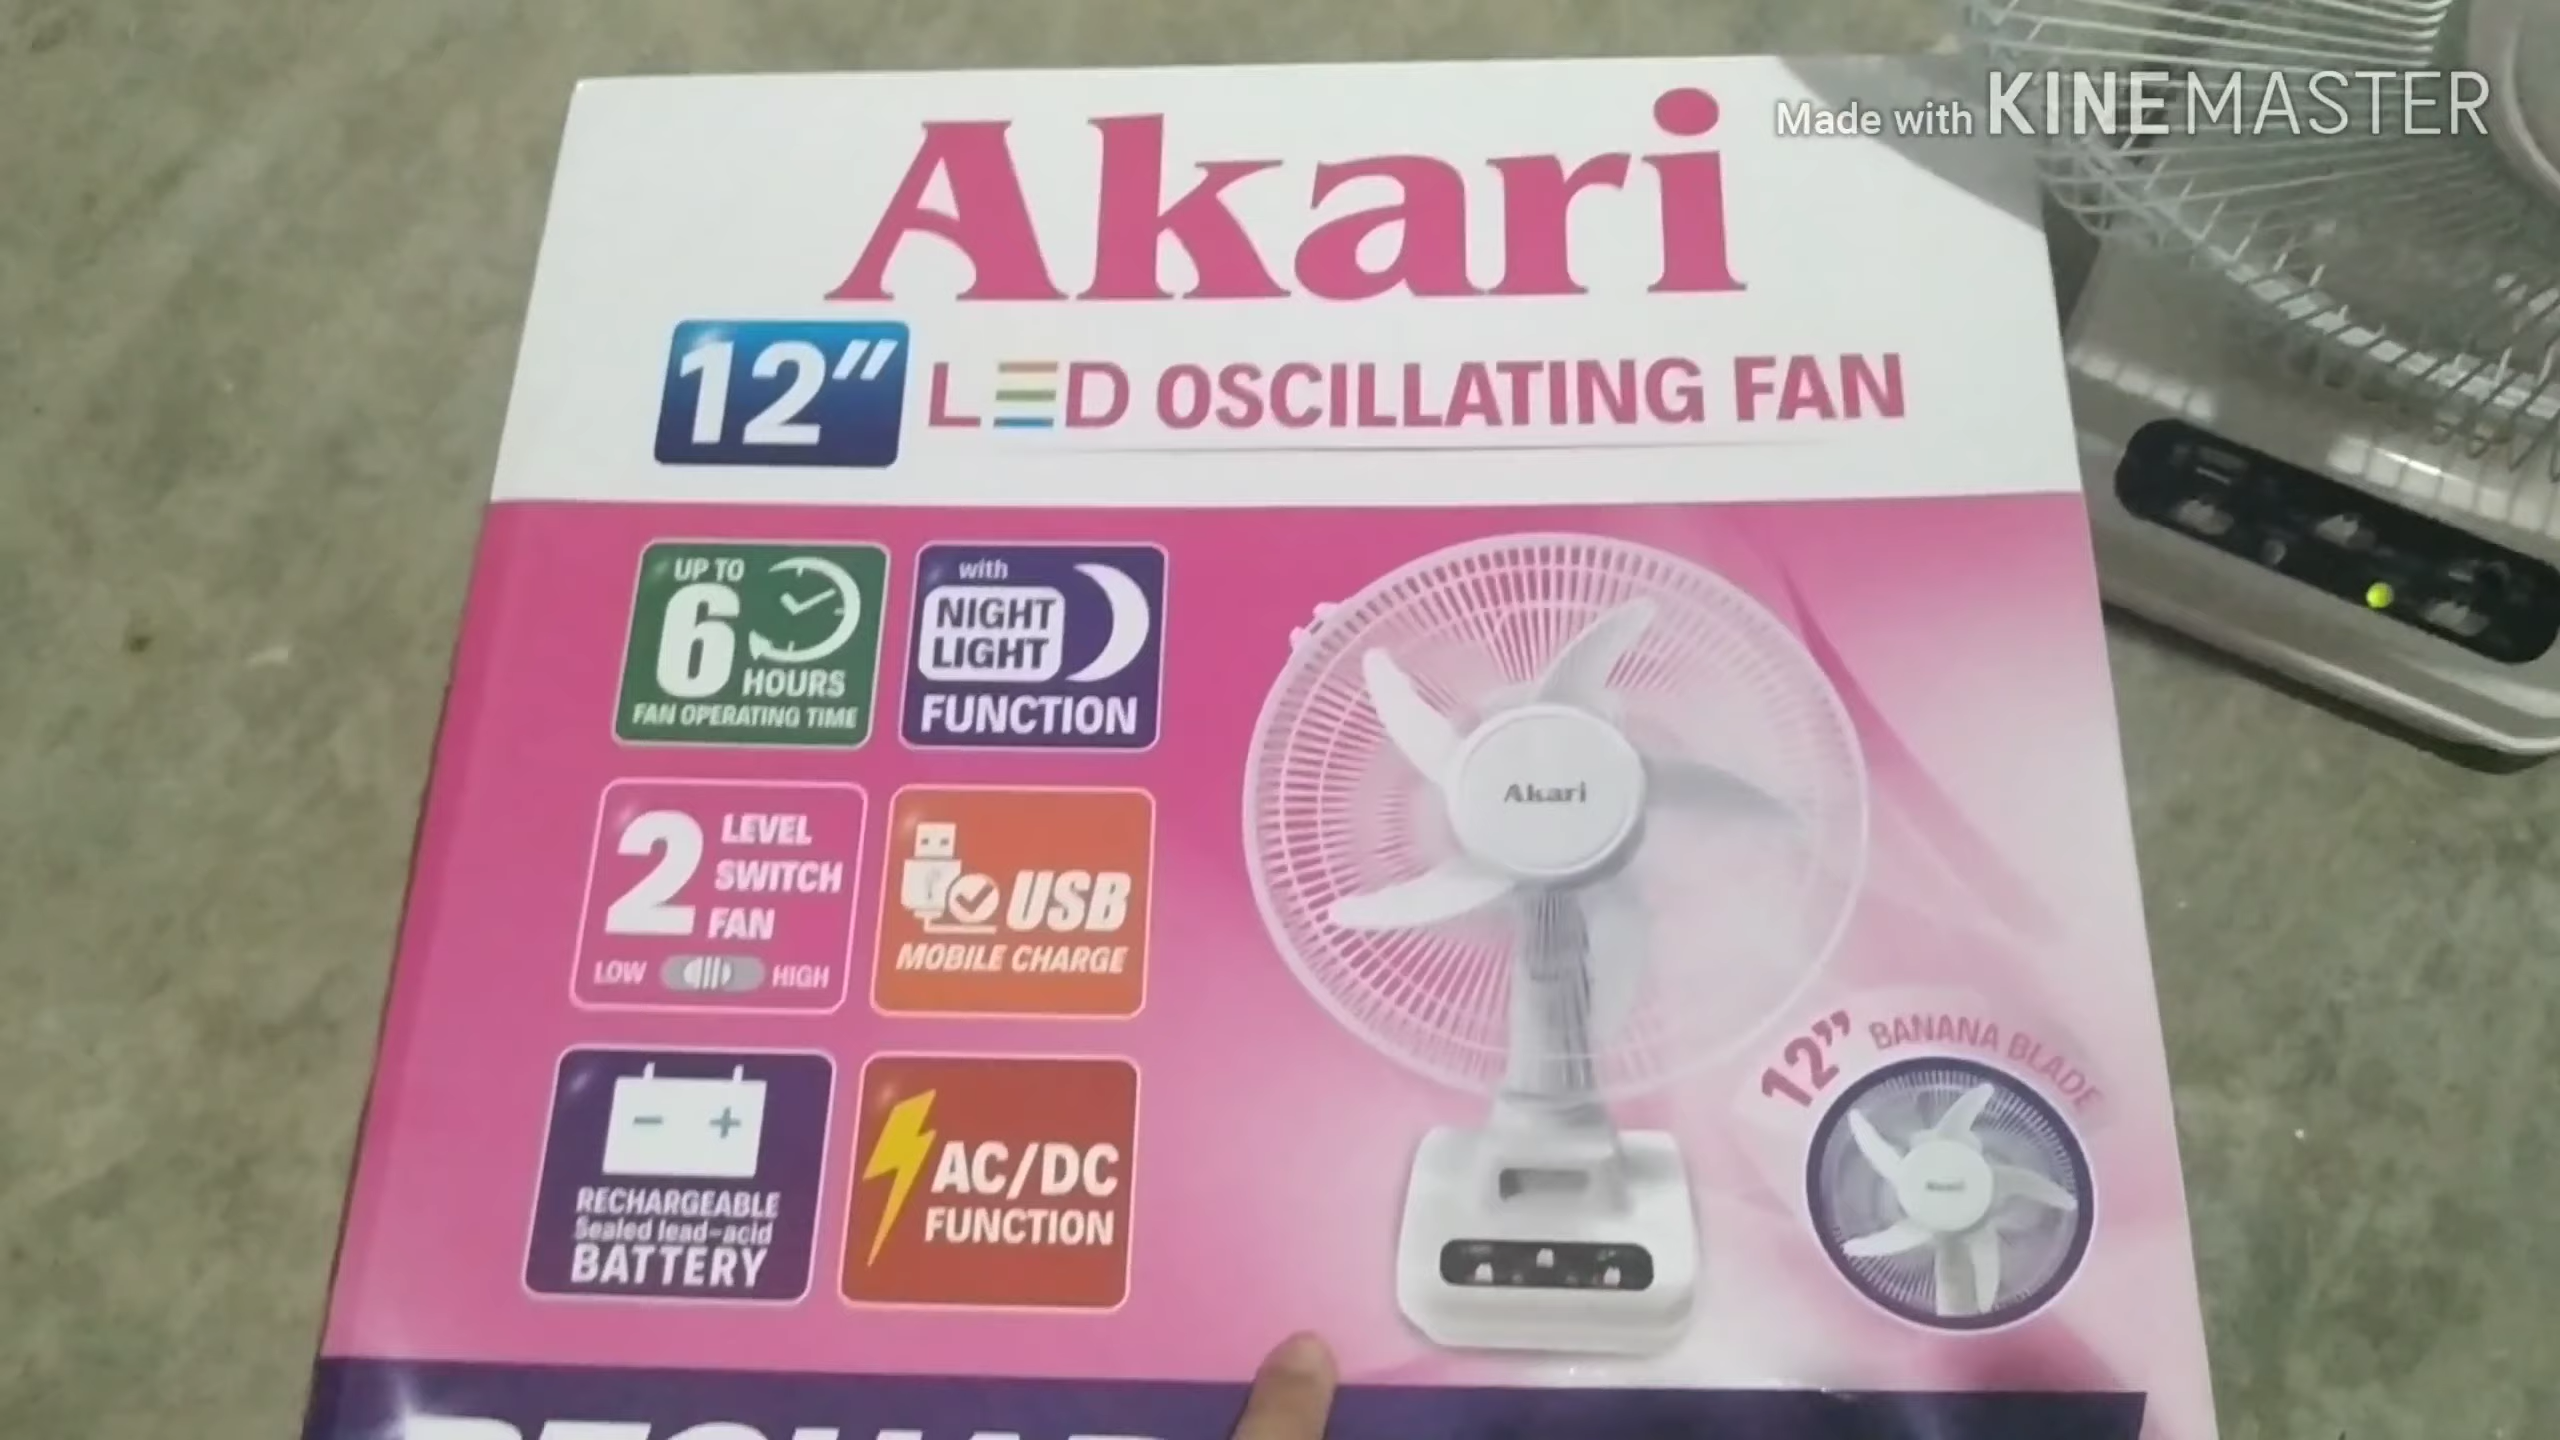 Made with KINEMASTER
Akari
12" LED OSCILLATING FAN
UP TO
6
HOURS
FAN OPERATING TIME
with
NIGHT
LIGHT
FUNCTION
2 LEVEL
SWITCH
FAN
LOW HIGH
USB
MOBILE CHARGE
RECHARGEABLE
Sealed lead-acid
BATTERY
AC/DC
FUNCTION
Akari
12" BANANA BLADE